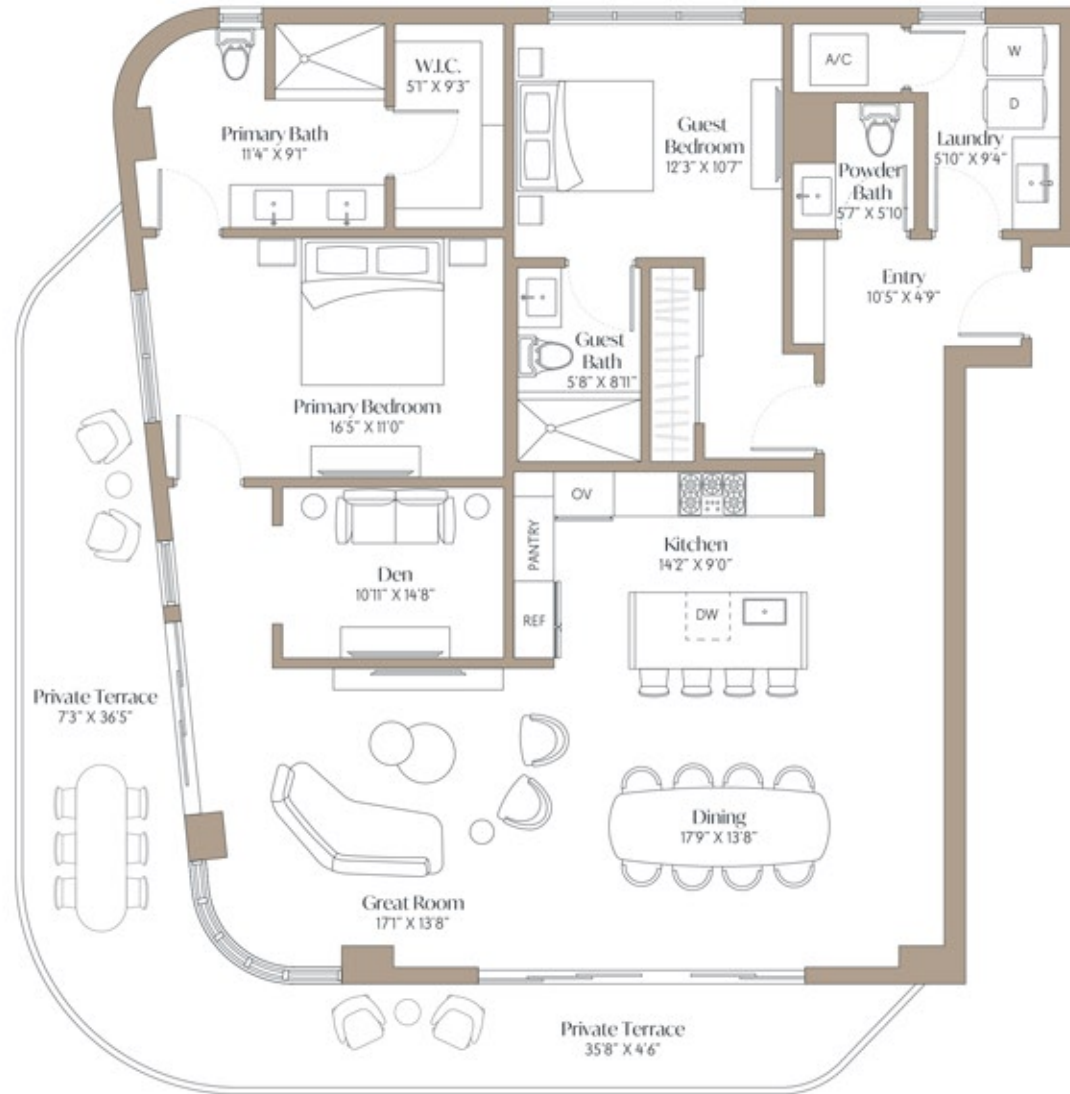 A/C
W
W.I.C.
5'1" X 9'3"
D
Primary Bath
11'4" X 9'1"
Guest
Bedroom
12'3" X 10'7"
Laundry
5'10" X 9'4"
Powder
Bath
5'7" X 5'10"
Entry
10'5" X 4'9"
Guest
Bath
5'8" X 8'11"
Primary Bedroom
16'5" X 11'0"
OV
PANTRY
Kitchen
14'2" X 9'0"
Den
10'11" X 14'8"
REF
DW
Private Terrace
7'3" X 36'5"
Dining
17'9" X 13'8"
Great Room
17'1" X 13'8"
Private Terrace
35'8" X 4'6"